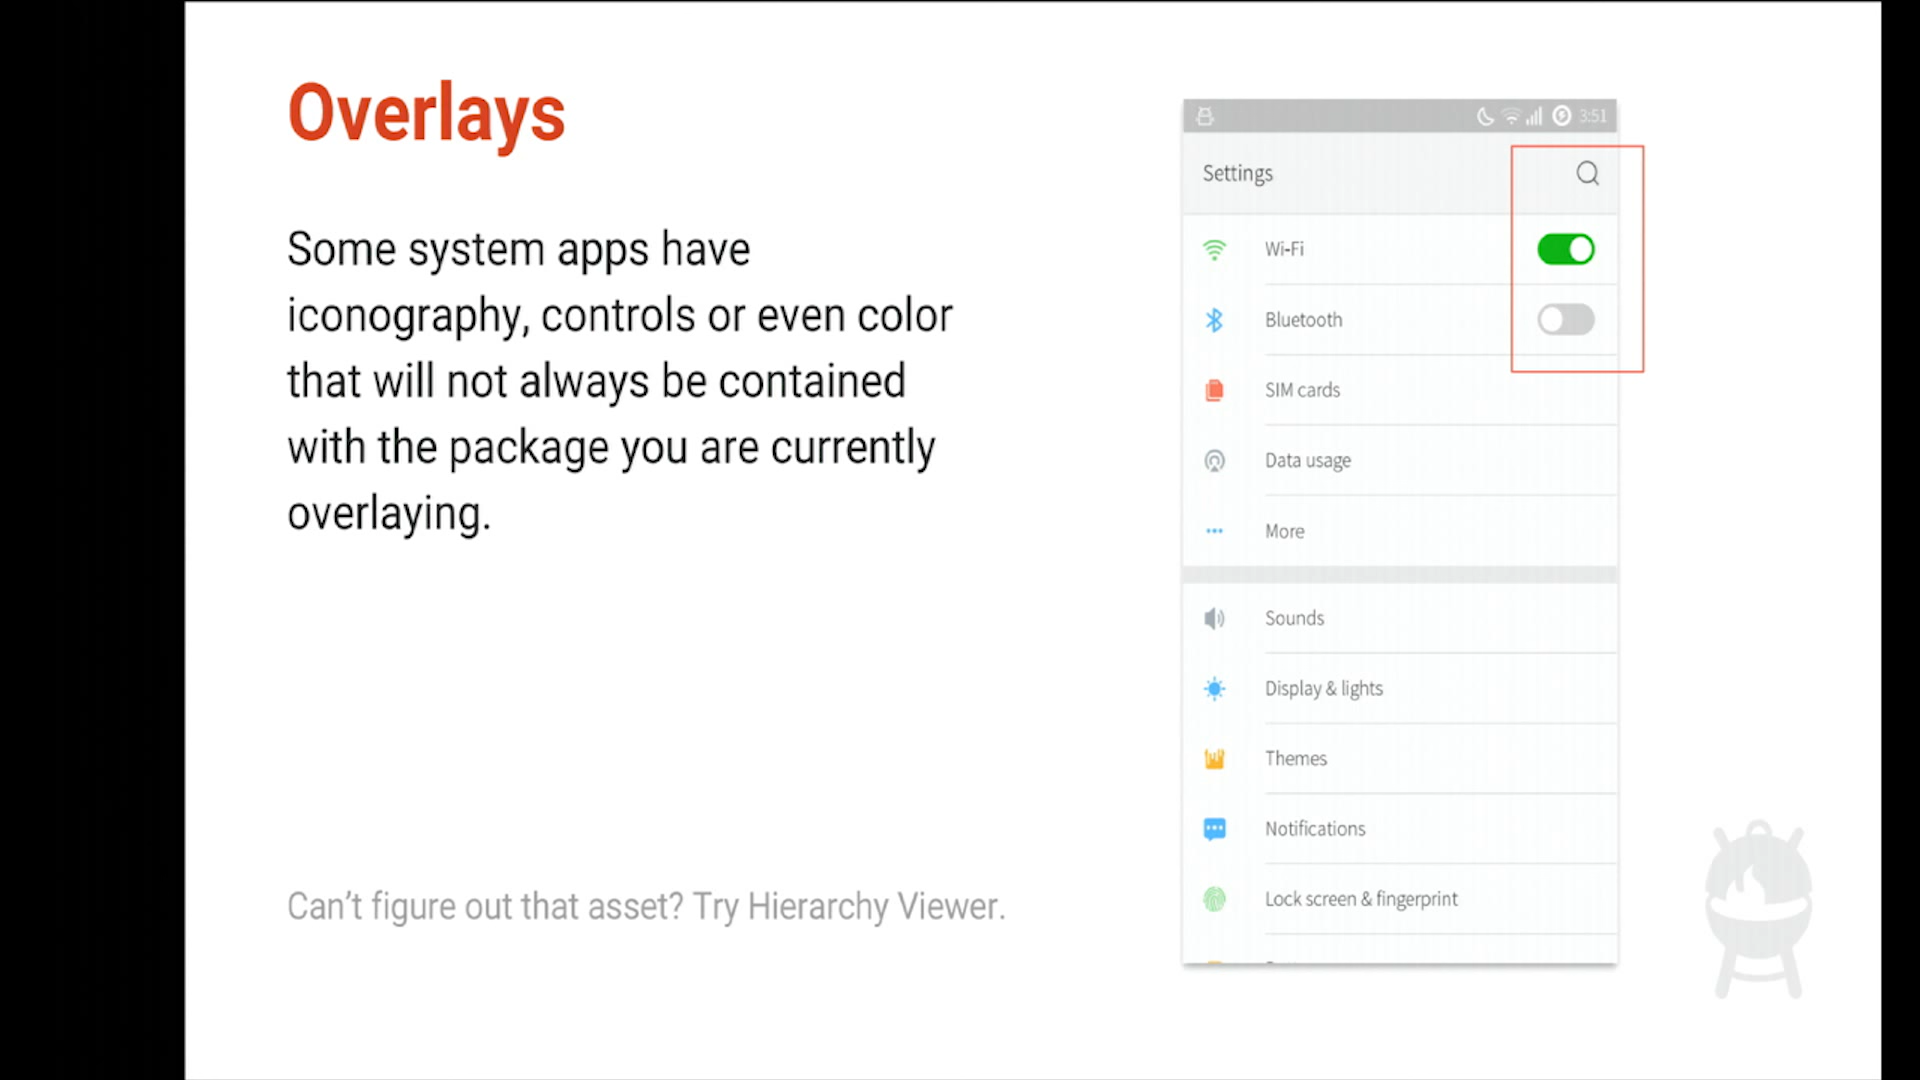 Overlays
Some system apps have
iconography, controls or even color
that will not always be contained
with the package you are currently
overlaying.
Can't figure out that asset? Try Hierarchy Viewer.
3:51
Settings
Wi-Fi
Bluetooth
SIM cards
Data usage
More
Sounds
Display & lights
Themes
Notifications
Lock screen & fingerprint